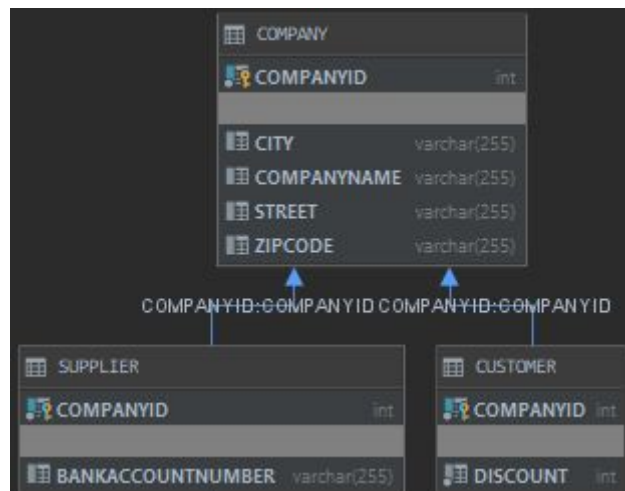 COMPANY
COMPANYID int
CITY varchar(255)
COMPANYNAME varchar(255)
STREET varchar(255)
ZIPCODE varchar(255)
COMPANYID:COMPANYID COMPANYID:COMPANYID
SUPPLIER
COMPANYID int
BANKACCOUNTNUMBER varchar(255)
CUSTOMER
COMPANYID int
DISCOUNT int